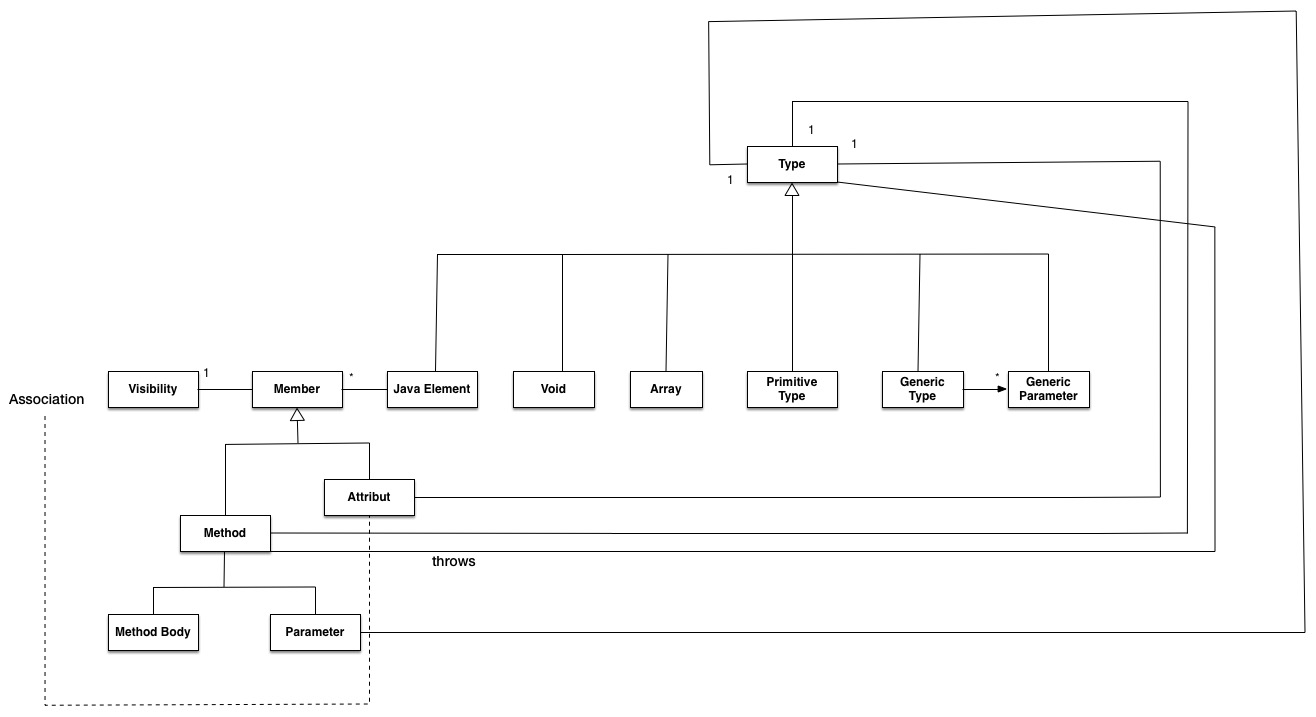 1
1
Type
1
Visibility
1
Member
*
Java Element
Void
Array
Primitive
Type
Generic
Type
*
Generic
Parameter
Association
Attribut
Method
throws
Method Body
Parameter